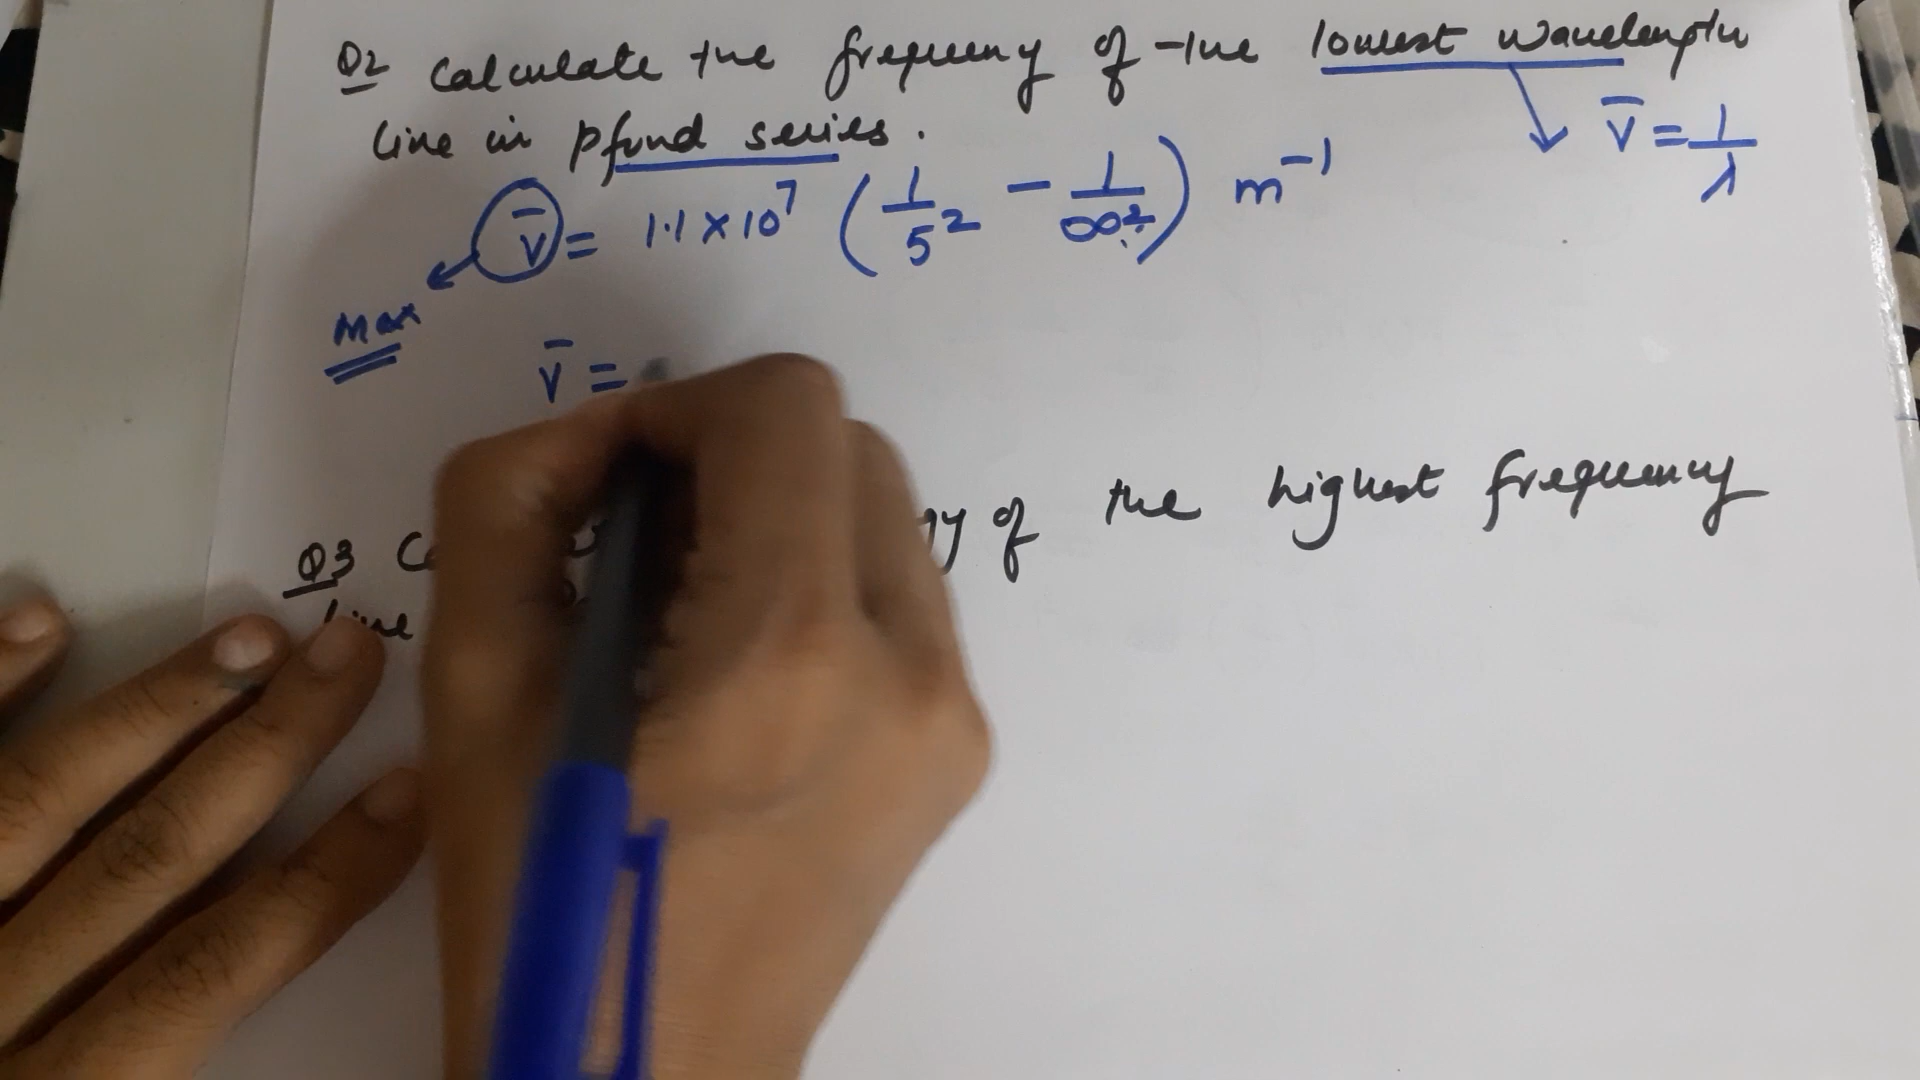 Q2 Calculate the frequency of the lowest wavelength
line in pfund series.
v̄ = 1/λ
v̄ = 1.1 × 10⁷ (1/5² − 1/∞²) m⁻¹
Max
v̄ =
Q3 of the highest frequency
line